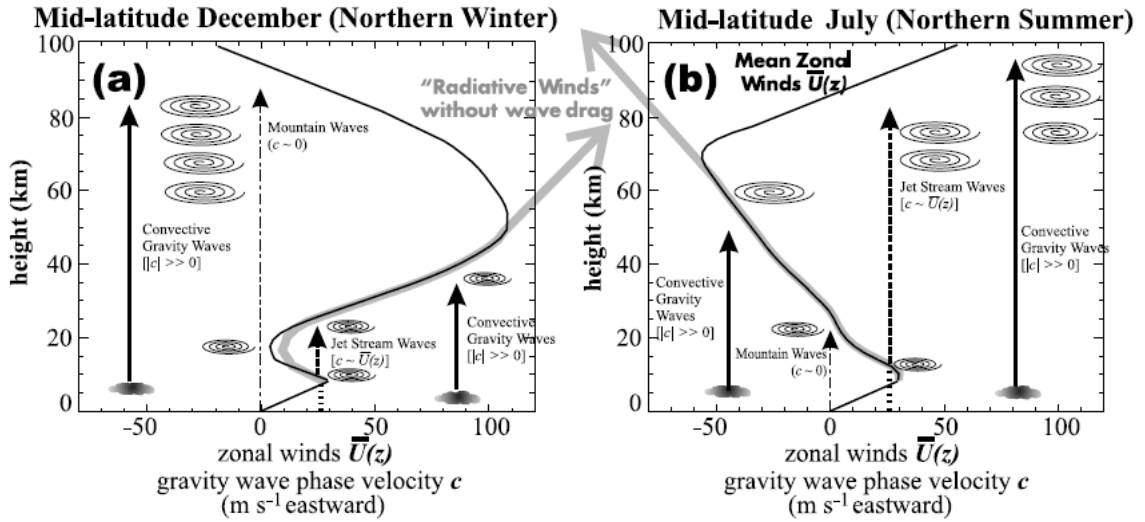 Mid-latitude December (Northern Winter)
Mid-latitude July (Northern Summer)
(a)
100
80
60
40
20
0
height (km)
Mountain Waves
(c ~ 0)
Convective
Gravity Waves
[|c| >> 0]
Jet Stream Waves
[c ~ U̅(z)]
Convective
Gravity Waves
[|c| >> 0]
-50
0
50
100
zonal winds U̅(z)
gravity wave phase velocity c
(m s⁻¹ eastward)
"Radiative Winds"
without wave drag
(b)
Mean Zonal
Winds U̅(z)
100
80
60
40
20
0
height (km)
Jet Stream Waves
[c ~ U̅(z)]
Convective
Gravity Waves
[|c| >> 0]
Convective
Gravity
Waves
[|c| >> 0]
Mountain Waves
(c ~ 0)
-50
0
50
100
zonal winds U̅(z)
gravity wave phase velocity c
(m s⁻¹ eastward)